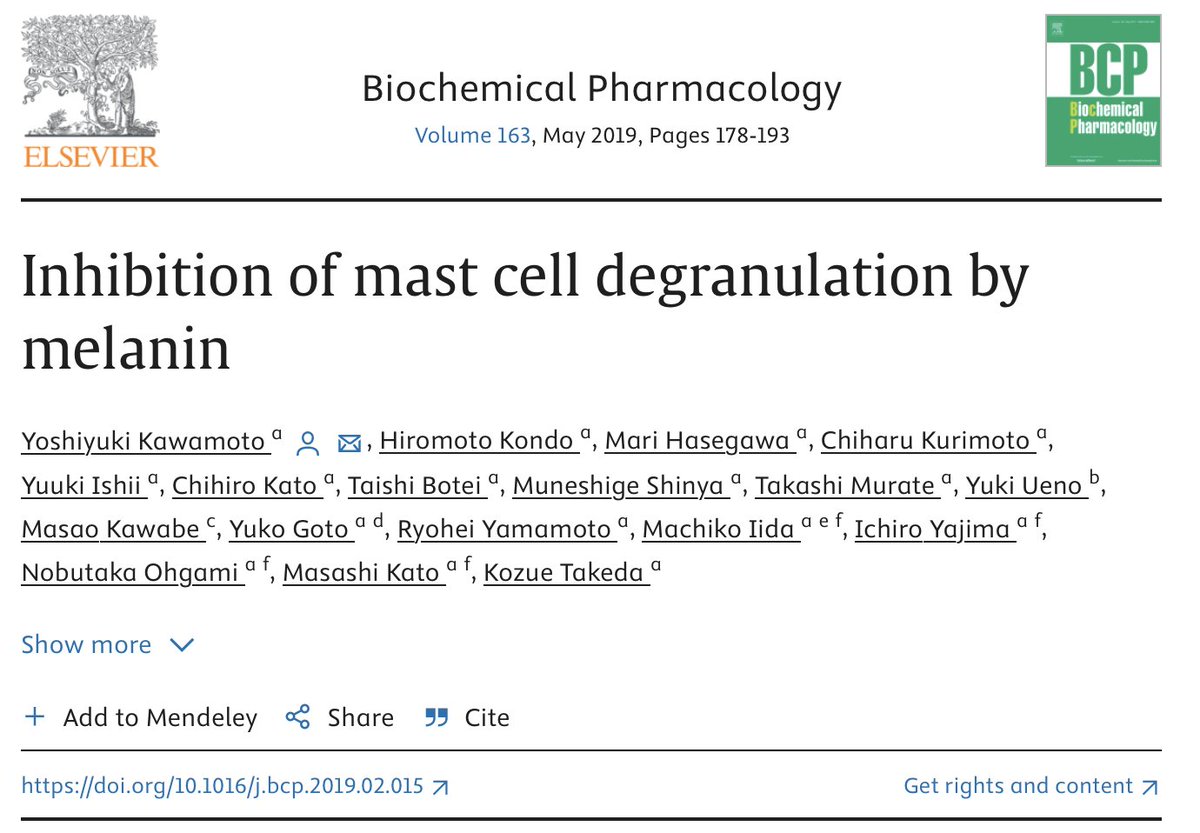 ELSEVIER
Biochemical Pharmacology
Volume 163, May 2019, Pages 178-193
BCP
Biochemical
Pharmacology
Inhibition of mast cell degranulation by
melanin
Yoshiyuki Kawamoto a , Hiromoto Kondo a, Mari Hasegawa a, Chiharu Kurimoto a,
Yuuki Ishii a, Chihiro Kato a, Taishi Botei a, Muneshige Shinya a, Takashi Murate a, Yuki Ueno b,
Masao Kawabe c, Yuko Goto a d, Ryohei Yamamoto a, Machiko Iida a e f, Ichiro Yajima a f,
Nobutaka Ohgami a f, Masashi Kato a f, Kozue Takeda a
Show more
Add to Mendeley Share Cite
https://doi.org/10.1016/j.bcp.2019.02.015
Get rights and content